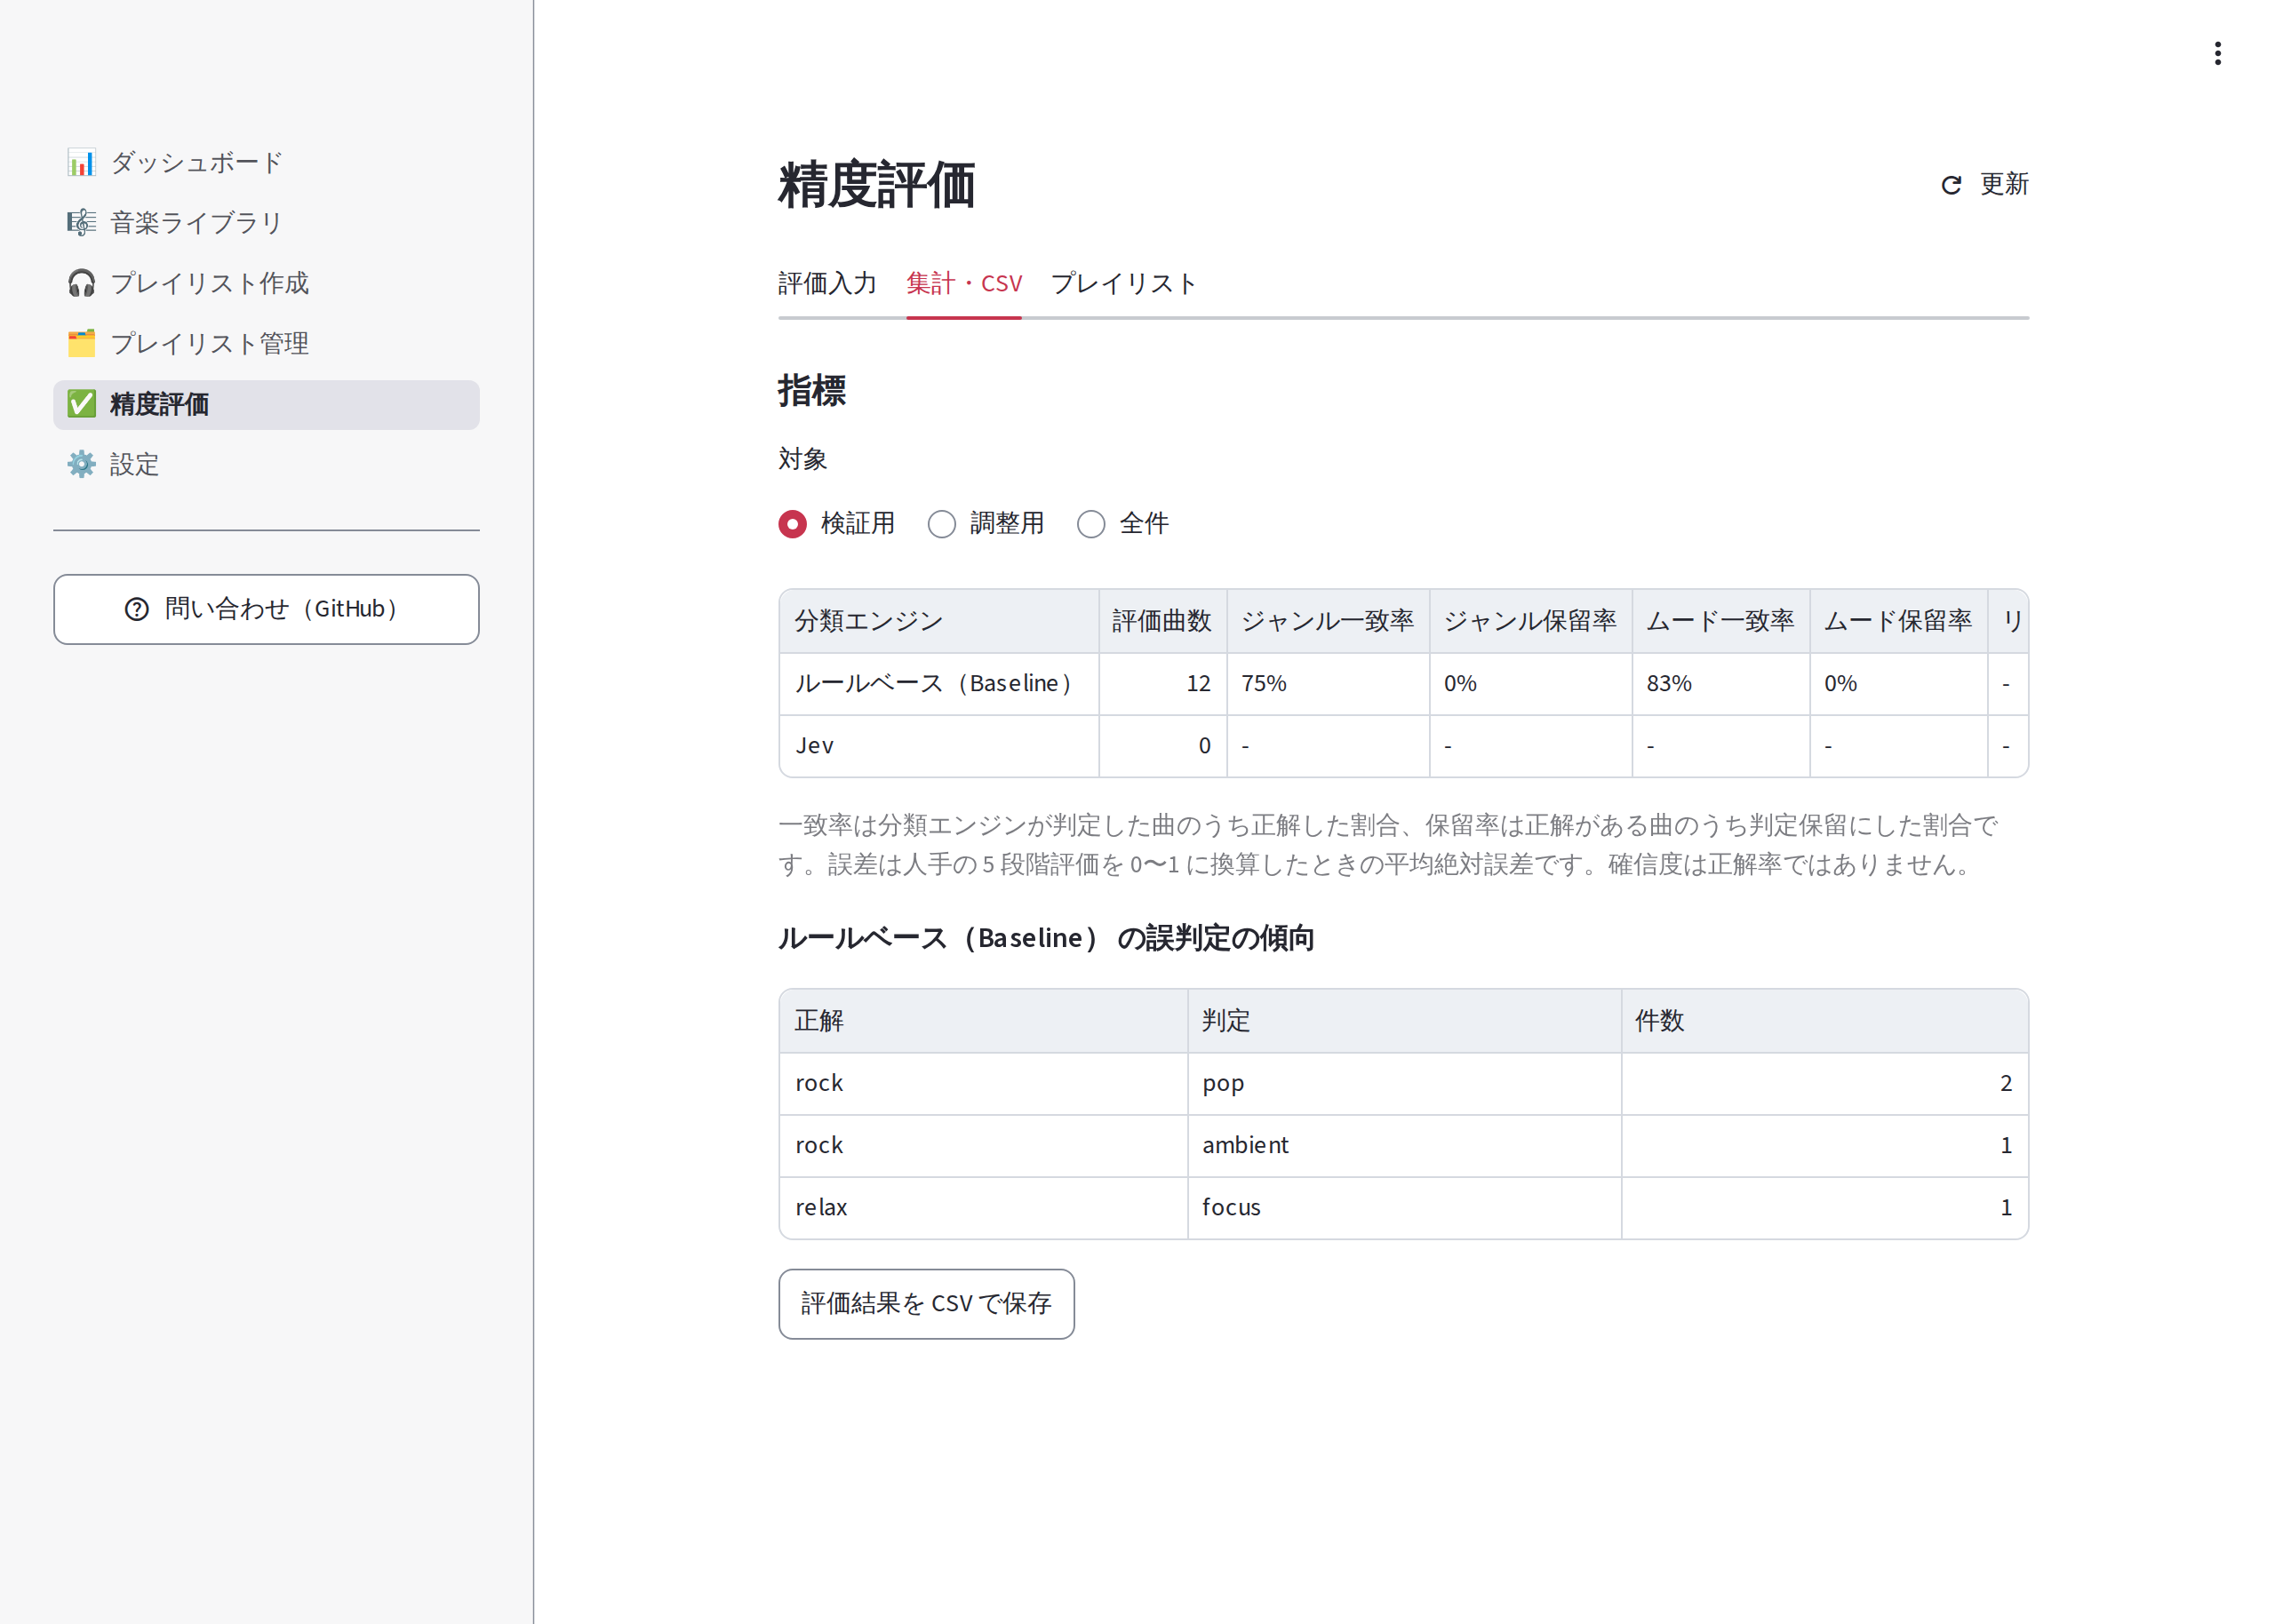 ダッシュボード
音楽ライブラリ
プレイリスト作成
プレイリスト管理
精度評価
設定
問い合わせ（GitHub）
精度評価
更新
評価入力 集計・CSV プレイリスト
指標
対象
検証用 調整用 全件
分類エンジン 評価曲数 ジャンル一致率 ジャンル保留率 ムード一致率 ムード保留率 リ
ルールベース（Baseline） 12 75% 0% 83% 0% -
Jev 0 - - - - -
一致率は分類エンジンが判定した曲のうち正解した割合、保留率は正解がある曲のうち判定保留にした割合で
す。誤差は人手の 5 段階評価を 0〜1 に換算したときの平均絶対誤差です。確信度は正解率ではありません。
ルールベース（Baseline） の誤判定の傾向
正解 判定 件数
rock pop 2
rock ambient 1
relax focus 1
評価結果を CSV で保存